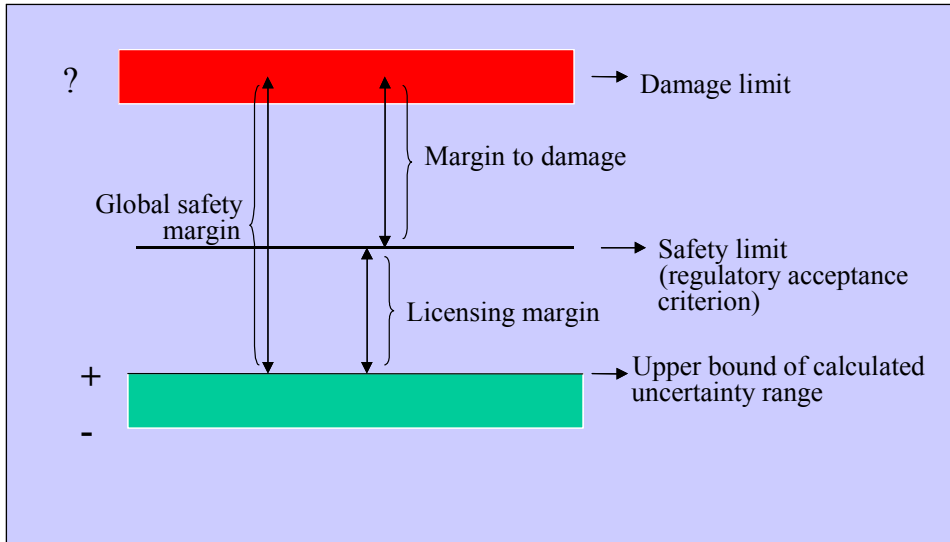 ?
Damage limit
Margin to damage
Global safety
margin
Safety limit
(regulatory acceptance
criterion)
Licensing margin
+
Upper bound of calculated
uncertainty range
-